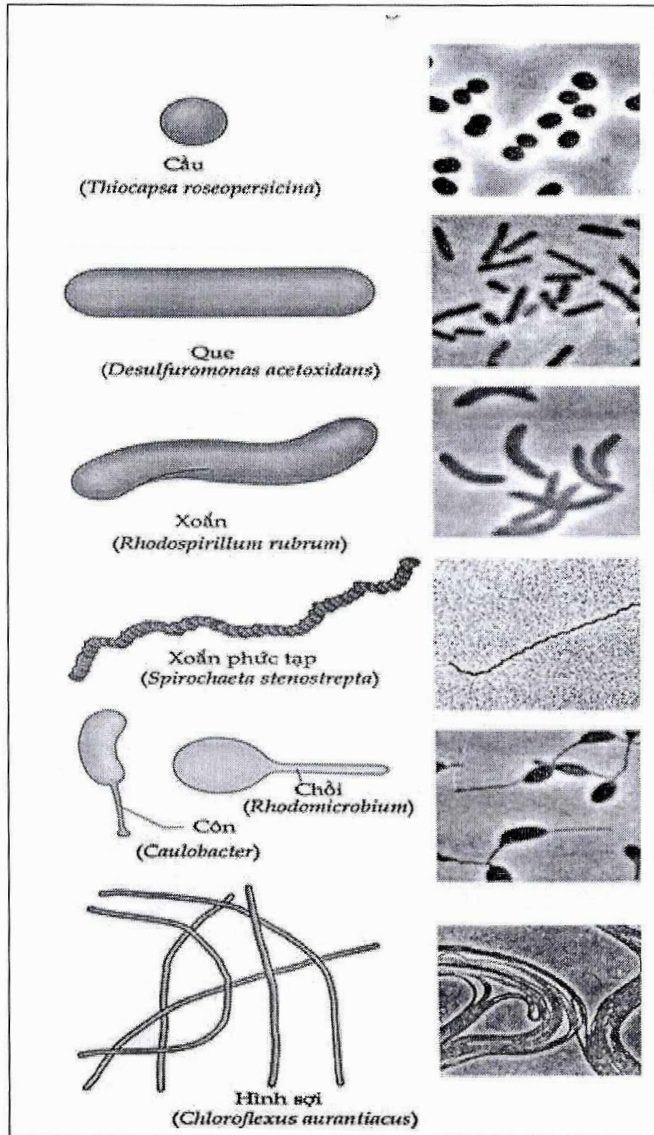 Cầu
(Thiocapsa roseopersicina)
Que
(Desulfuromonas acetoxidans)
Xoắn
(Rhodospirillum rubrum)
Xoắn phức tạp
(Spirochaeta stenostrepta)
Chồi
(Rhodomicrobium)
Côn
(Caulobacter)
Hình sợi
(Chloroflexus aurantiacus)